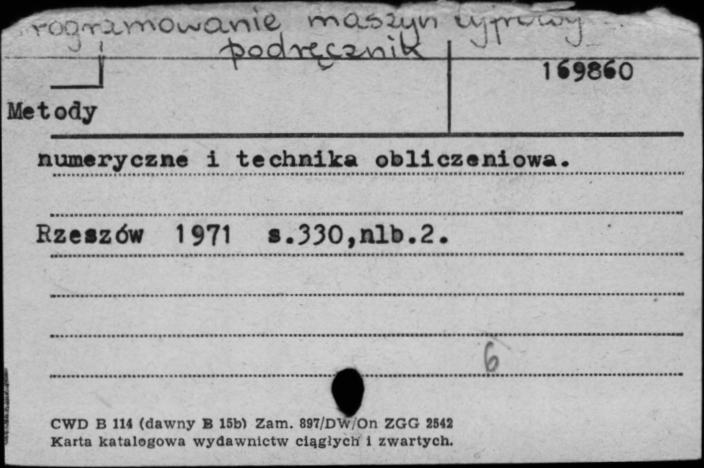 rogramowanie maszyn cyfrowy
podręcznik
169860
Metody
numeryczne i technika obliczeniowa.
Rzeszów 1971 s.330,nlb.2.
6
CWD B 114 (dawny B 15b) Zam. 897/DW/On ZGG 2542
Karta katalogowa wydawnictw ciągłych i zwartych.